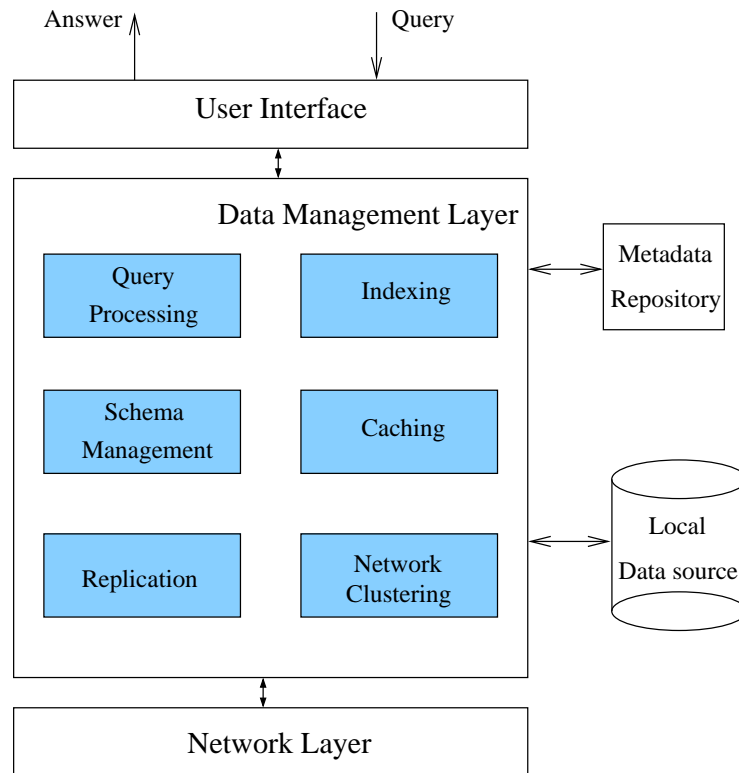 Answer
Query
User Interface
Data Management Layer
Query
Processing
Indexing
Metadata
Repository
Schema
Management
Caching
Local
Data source
Replication
Network
Clustering
Network Layer